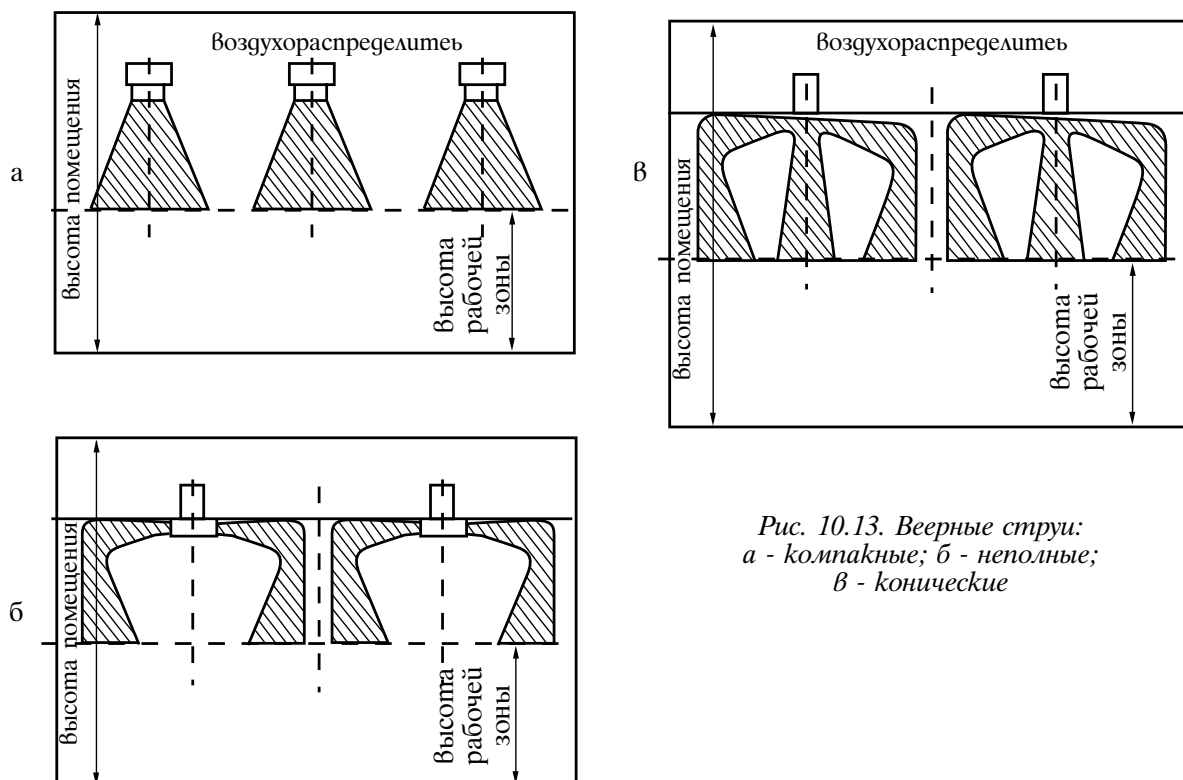 а
воздухораспределитеь
высота помещения
высота
рабочей
зоны
в
воздухораспределитеь
высота помещения
высота
рабочей
зоны
б
высота помещения
высота
рабочей
зоны
Рис. 10.13. Веерные струи:
а - компакные; б - неполные;
в - конические